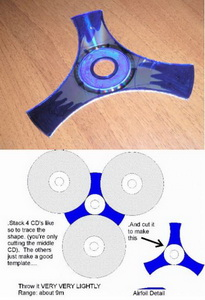 .Stack 4 CD's like
so to trace the
shape. (you're only
cutting the middle
CD). The others
just make a good
template....
.And cut it
to make
this
Throw it VERY VERY LIGHTLY
Range: about 9m
Airfoil Detail